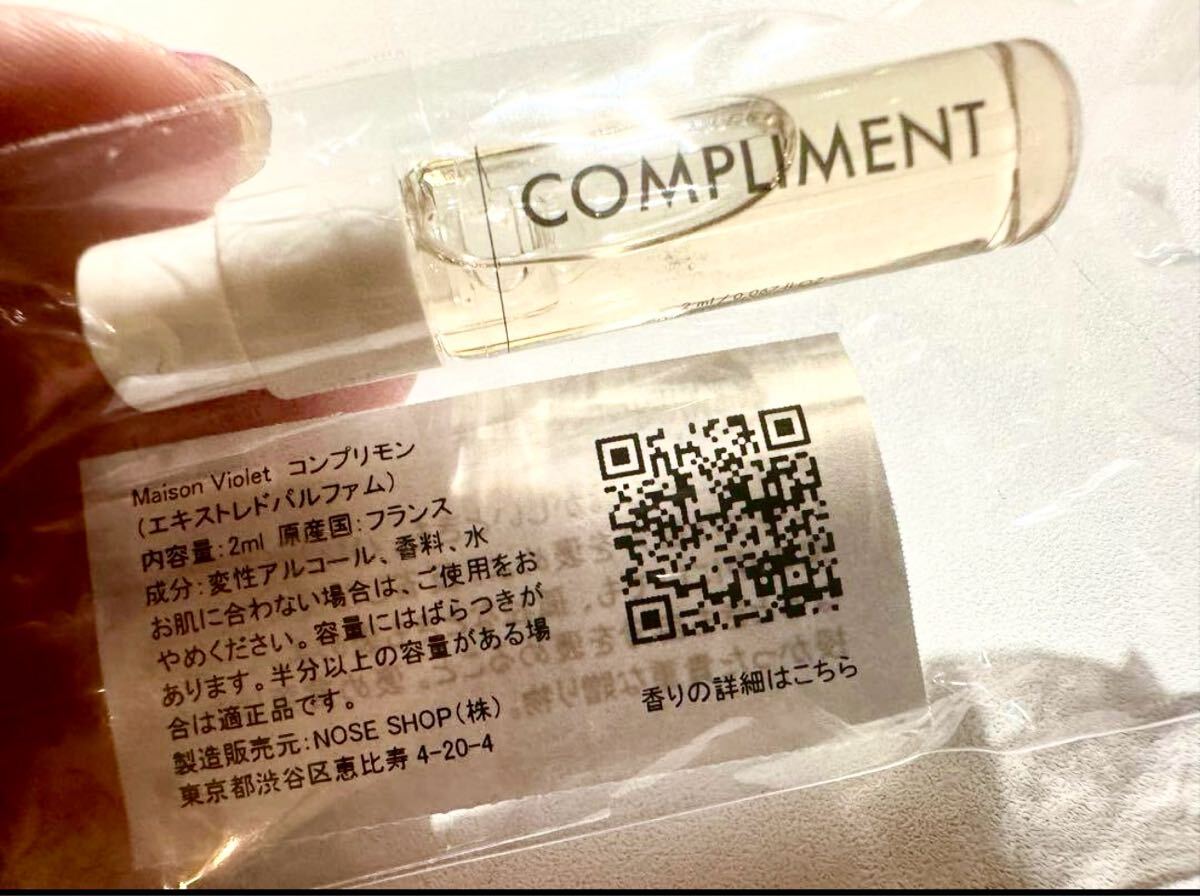 COMPLIMENT
Maison Violet コンプリモン
(エキストレドパルファム)
内容量:2ml 原産国:フランス
成分:変性アルコール、香料、水
お肌に合わない場合は、ご使用をお
やめください。容量にはばらつきが
あります。半分以上の容量がある場
合は適正品です。
製造販売元:NOSE SHOP(株)
東京都渋谷区恵比寿 4-20-4
香りの詳細はこちら